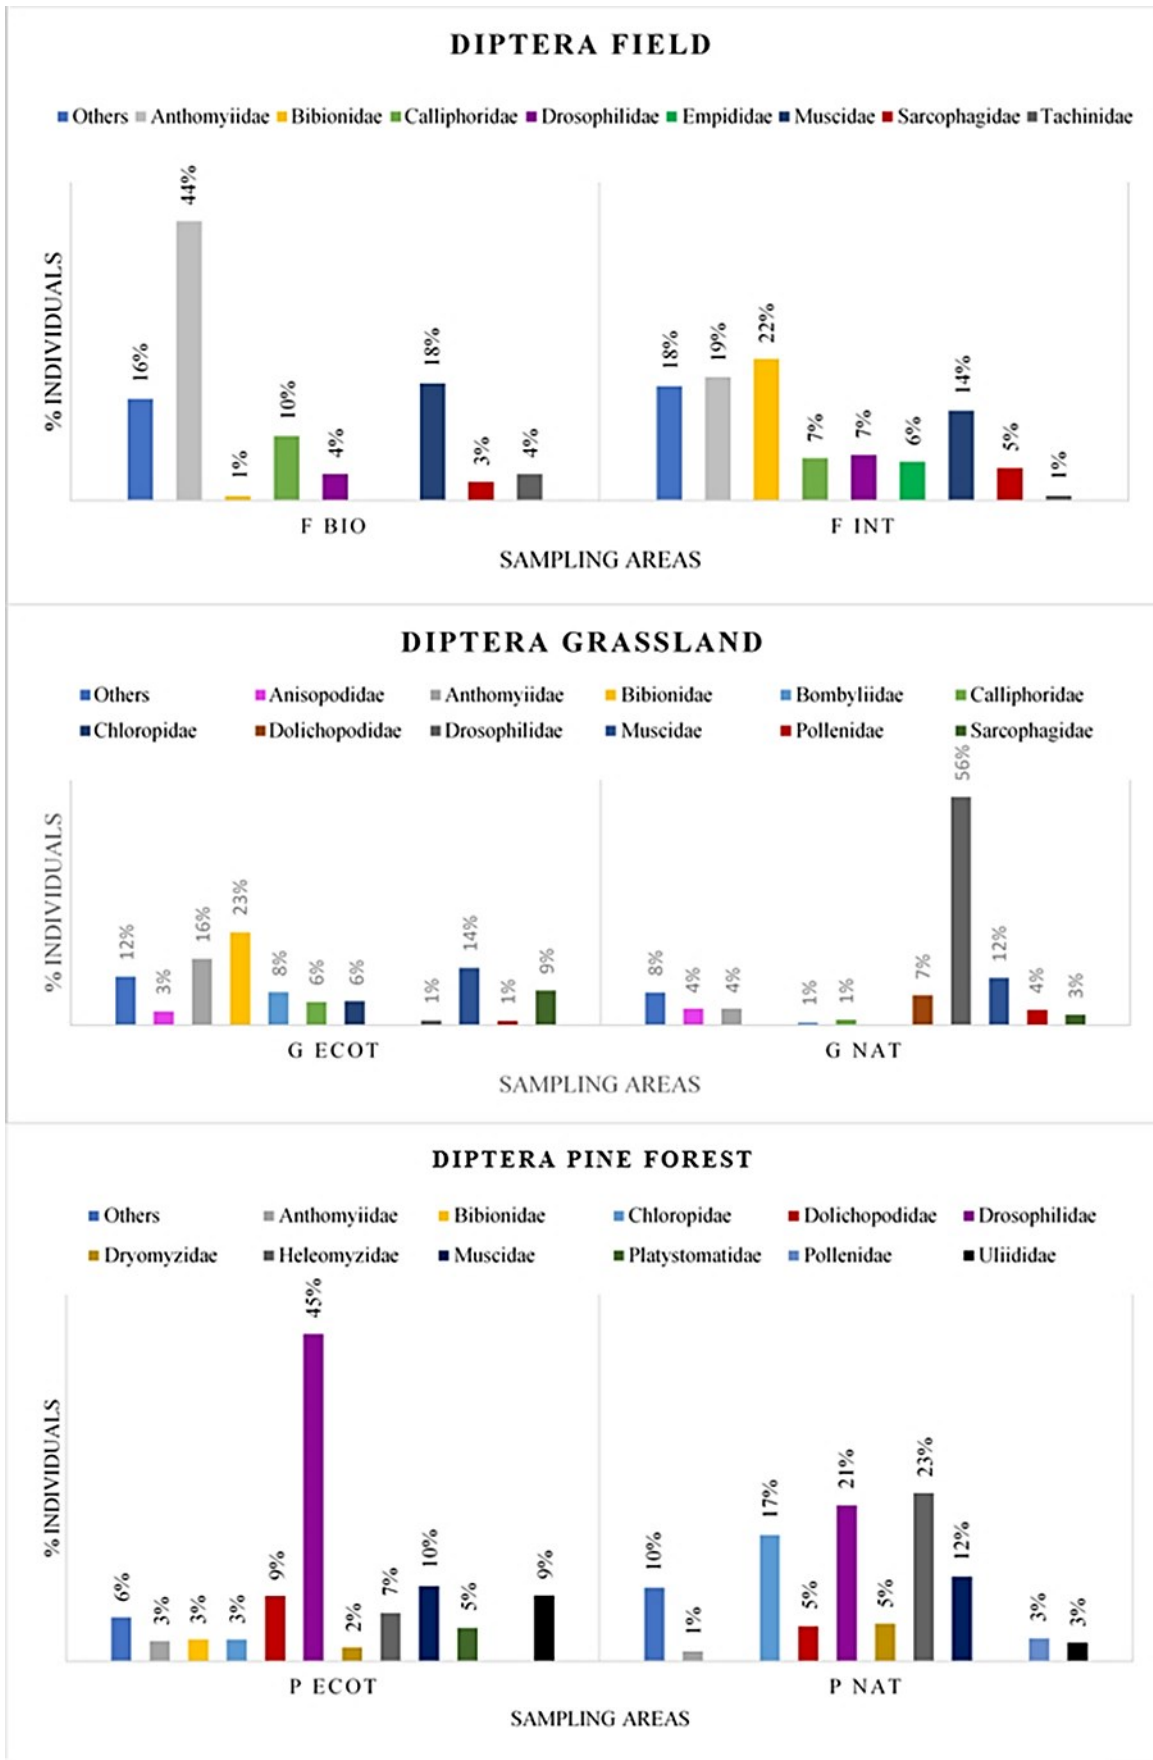 DIPTERA FIELD
Others Anthomyiidae Bibionidae Calliphoridae Drosophilidae Empididae Muscidae Sarcophagidae Tachinidae
% INDIVIDUALS
16% 44% 1% 10% 4% 18% 3% 4% 18% 19% 22% 7% 7% 6% 14% 5% 1%
F BIO F INT
SAMPLING AREAS
DIPTERA GRASSLAND
Others Anisopodidae Anthomyiidae Bibionidae Bombyliidae Calliphoridae
Chloropidae Dolichopodidae Drosophilidae Muscidae Pollenidae Sarcophagidae
% INDIVIDUALS
12% 3% 16% 23% 8% 6% 6% 1% 14% 1% 9% 8% 4% 4% 1% 1% 7% 56% 12% 4% 3%
G ECOT G NAT
SAMPLING AREAS
DIPTERA PINE FOREST
Others Anthomyiidae Bibionidae Chloropidae Dolichopodidae Drosophilidae
Dryomyzidae Heleomyzidae Muscidae Platystomatidae Pollenidae Uliididae
% INDIVIDUALS
6% 3% 3% 3% 9% 45% 2% 7% 10% 5% 9% 10% 1% 17% 5% 21% 5% 23% 12% 3% 3%
P ECOT P NAT
SAMPLING AREAS